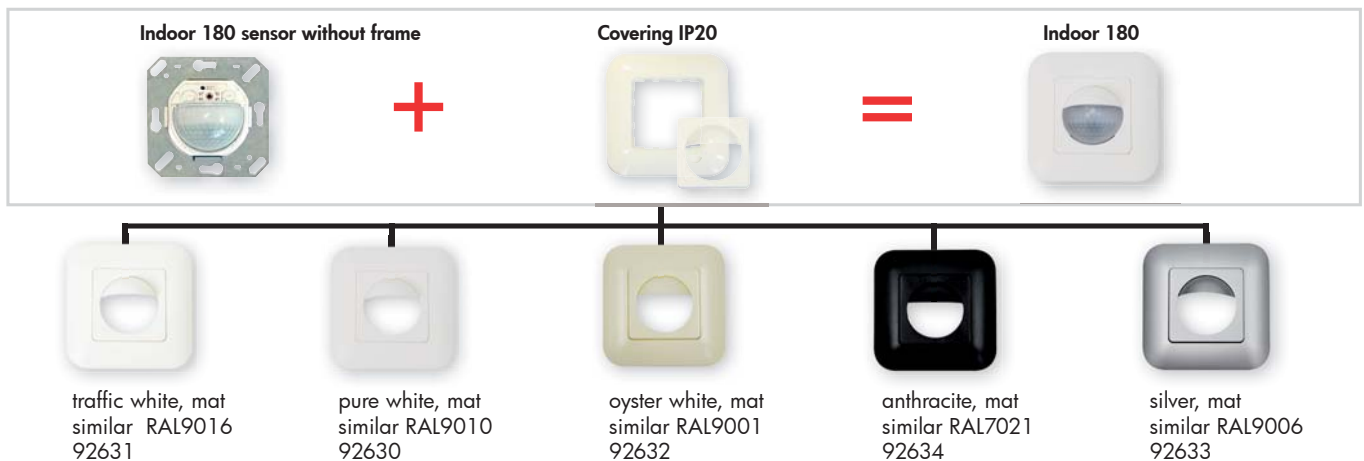 Indoor 180 sensor without frame
Covering IP20
Indoor 180
+
=
traffic white, mat
similar RAL9016
92631
pure white, mat
similar RAL9010
92630
oyster white, mat
similar RAL9001
92632
anthracite, mat
similar RAL7021
92634
silver, mat
similar RAL9006
92633